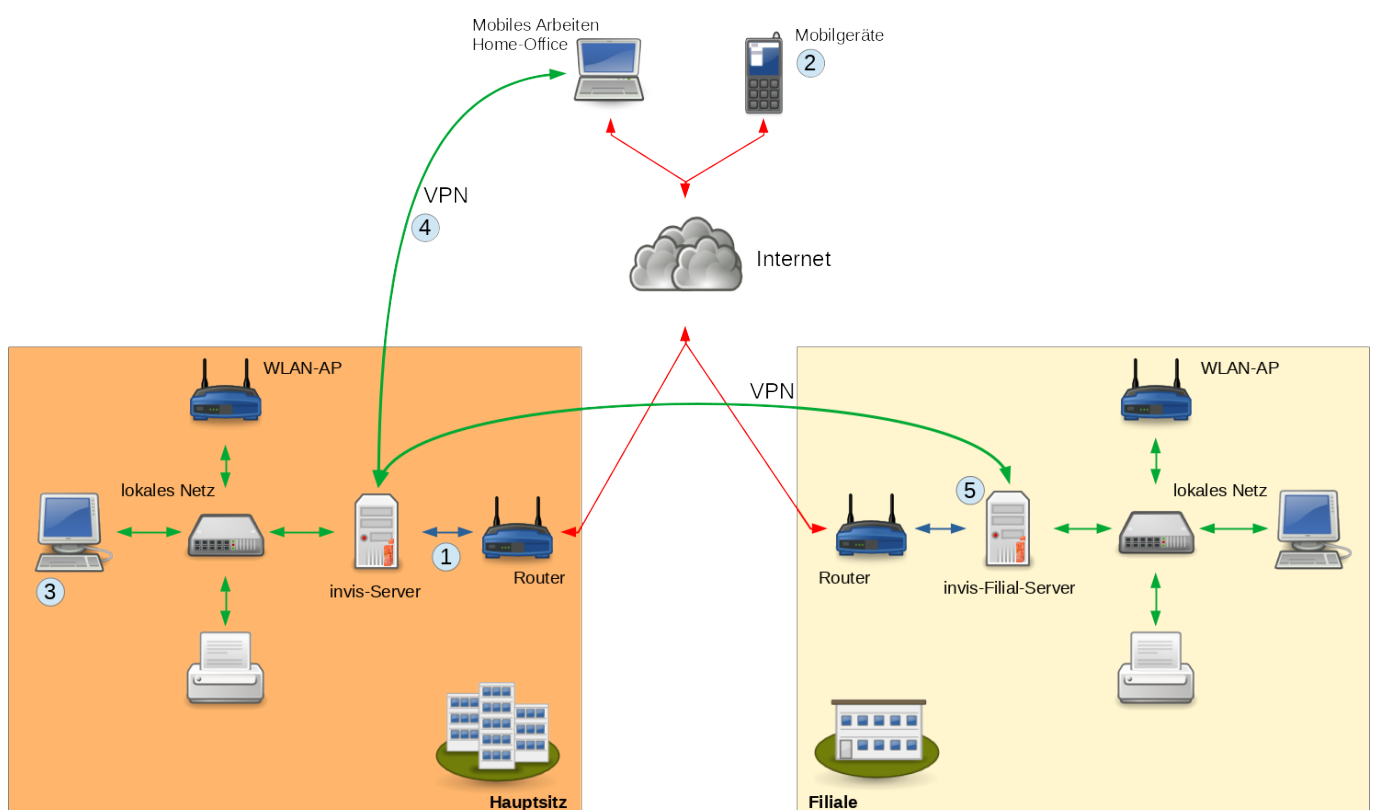 Mobiles Arbeiten
Home-Office
Mobilgeräte
2
VPN
4
Internet
WLAN-AP
lokales Netz
3
invis-Server
1
Router
Hauptsitz
VPN
WLAN-AP
5
lokales Netz
Router
invis-Filial-Server
Filiale